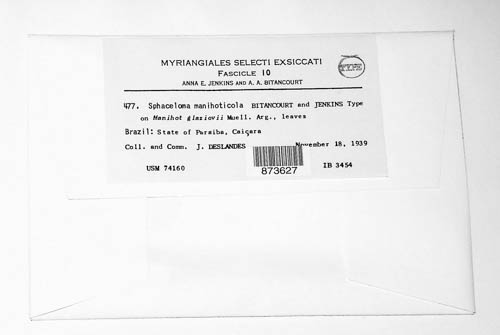 MYRIANGIALES SELECTI EXSICCATI
FASCICLE 10
ANNA E. JENKINS AND A. A. BITANCOURT
TYPE
477. Sphaceloma manihoticola BITANCOURT and JENKINS Type
on Manihot glaziovii Muell. Arg., leaves
Brazil: State of Paraiba, Caiçara
Coll. and Comm. J. DESLANDES November 18, 1939
USM 74160 IB 3454
873627